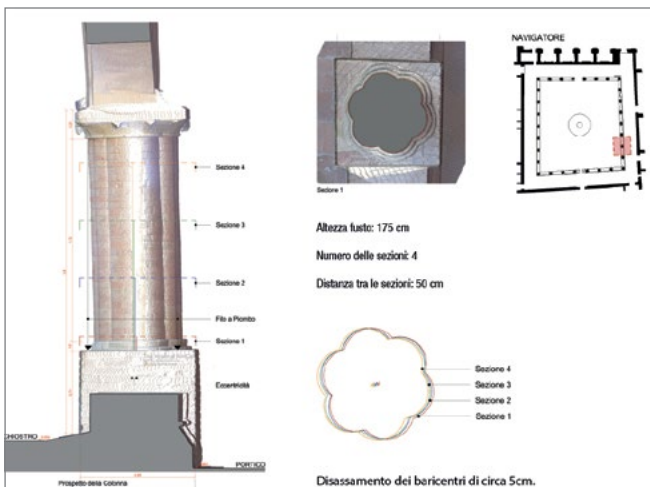 NAVIGATORE
Sezione 4
Sezione 3
Sezione 2
Filo a Piombo
Sezione 1
Eccentricità
CHIOSTRO
PORTICO
Prospetto della Colonna
Sezione 1
Altezza fusto: 175 cm
Numero delle sezioni: 4
Distanza tra le sezioni: 50 cm
Sezione 4
Sezione 3
Sezione 2
Sezione 1
Disassamento dei baricentri di circa 5cm.